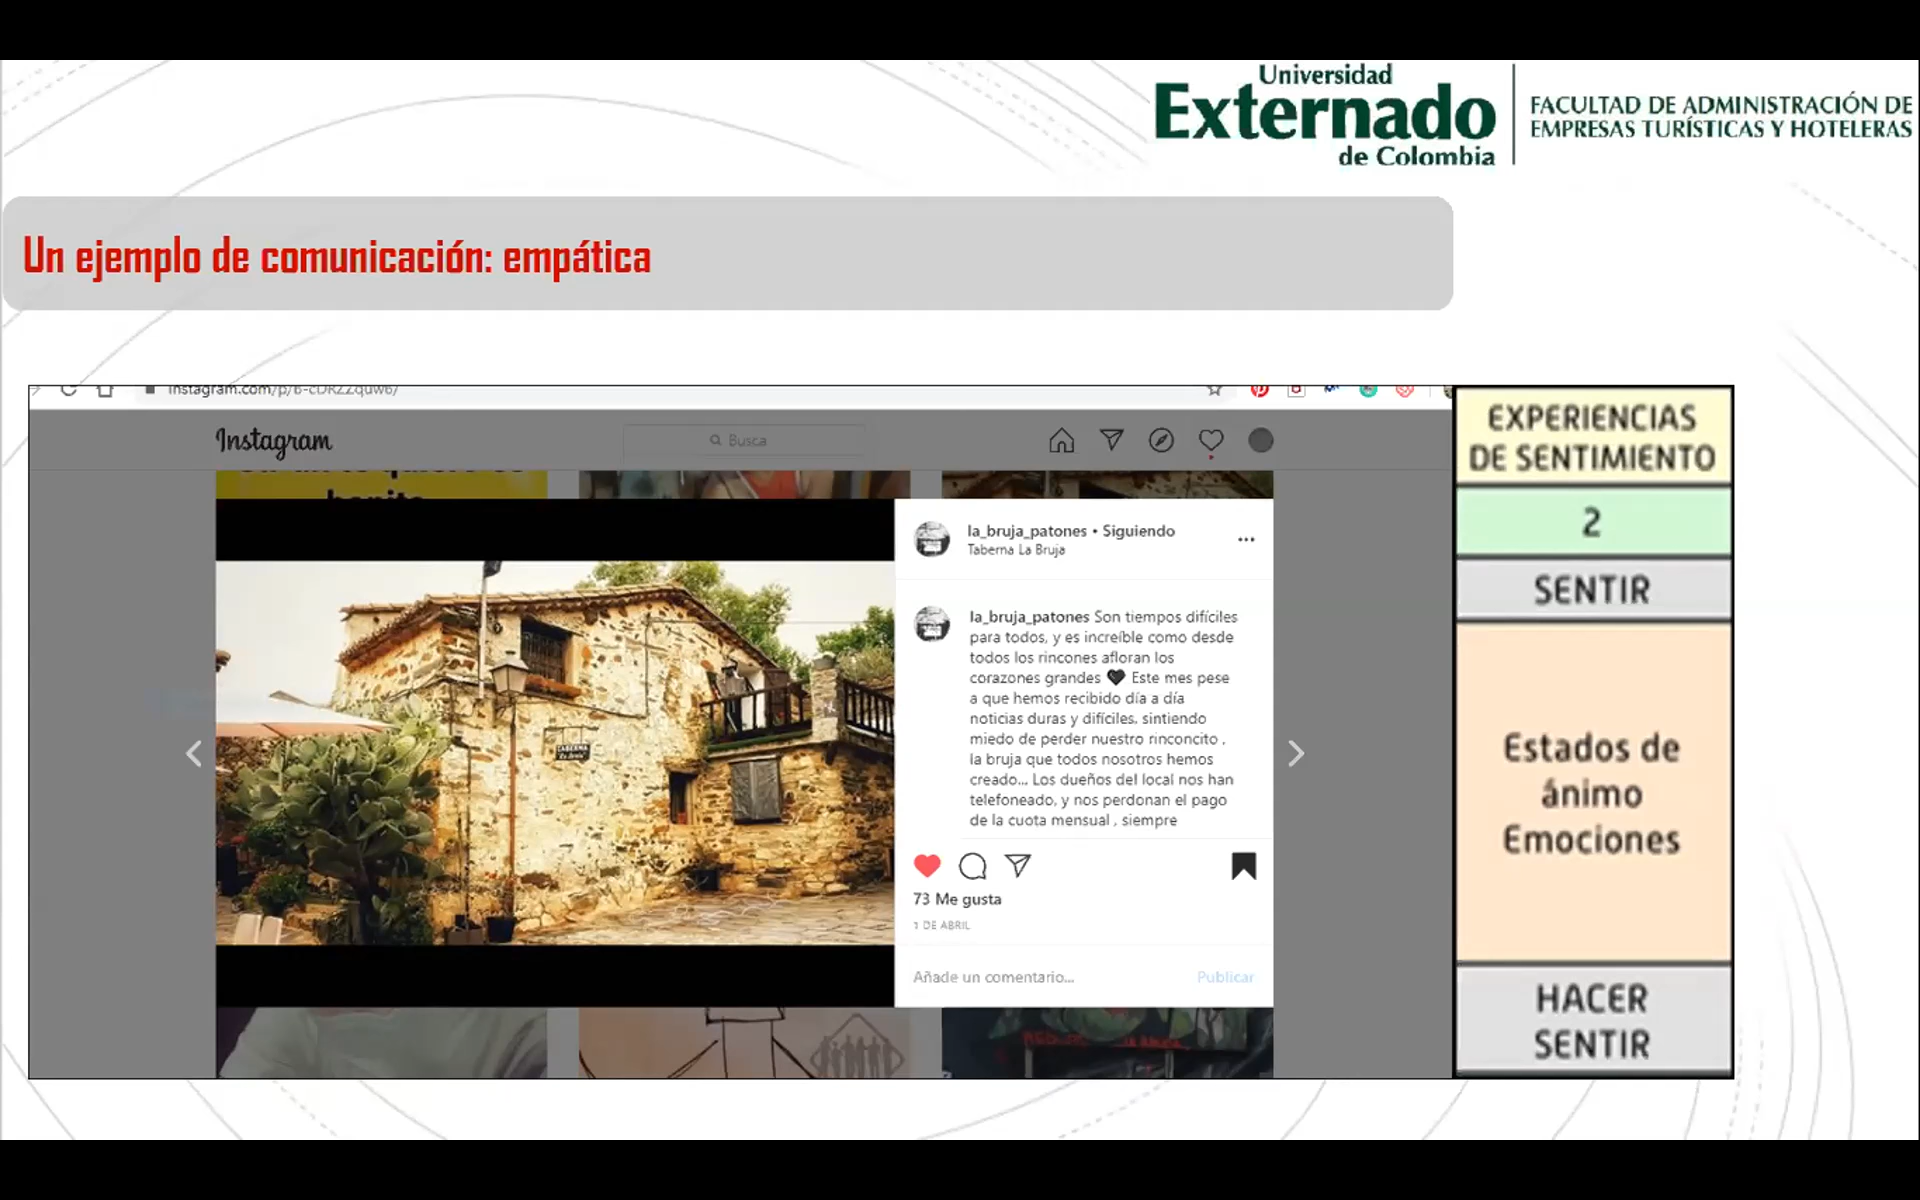 Universidad
Externado
de Colombia
FACULTAD DE ADMINISTRACIÓN DE
EMPRESAS TURÍSTICAS Y HOTELERAS
Un ejemplo de comunicación: empática
Instagram
Busca
bonito
la_bruja_patones • Siguiendo
Taberna La Bruja
la_bruja_patones Son tiempos difíciles
para todos, y es increíble como desde
todos los rincones afloran los
corazones grandes 🖤 Este mes pese
a que hemos recibido día a día
noticias duras y difíciles, sintiendo
miedo de perder nuestro rinconcito ,
la bruja que todos nosotros hemos
creado... Los dueños del local nos han
telefoneado, y nos perdonan el pago
de la cuota mensual , siempre
73 Me gusta
1 DE ABRIL
Añade un comentario...
Publicar
TABERNA
La Bruja
EXPERIENCIAS
DE SENTIMIENTO
2
SENTIR
Estados de
ánimo
Emociones
HACER
SENTIR